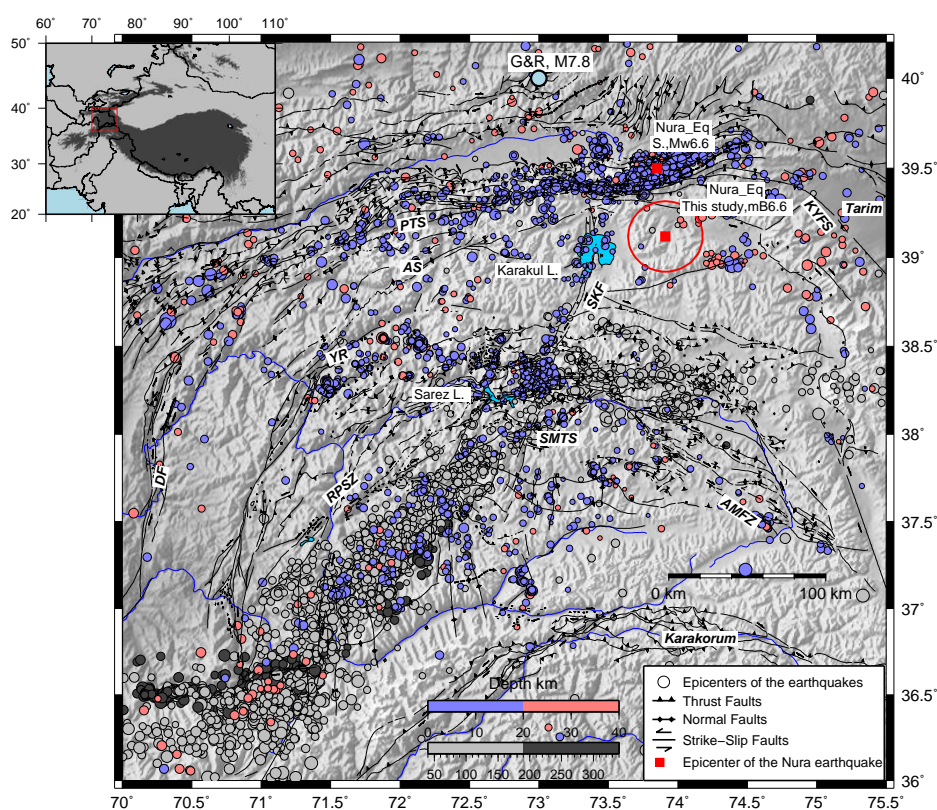 60˚ 70˚ 80˚ 90˚ 100˚ 110˚
50˚
40˚
30˚
20˚
G&R, M7.8
40˚
Nura_Eq
S.,Mw6.6
39.5˚
Nura_Eq
This study,mB6.6
KYTS
Tarim
PTS
AS
39˚
Karakul L.
SKF
YR
38.5˚
Sarez L.
SMTS
38˚
DF
RPSZ
AMFZ
37.5˚
0 km 100 km
37˚
Karakorum
Depth km
0 20 40
50 100 150 200 300
36.5˚
Epicenters of the earthquakes
Thrust Faults
Normal Faults
Strike−Slip Faults
Epicenter of the Nura earthquake
36˚
70˚ 70.5˚ 71˚ 71.5˚ 72˚ 72.5˚ 73˚ 73.5˚ 74˚ 74.5˚ 75˚ 75.5˚